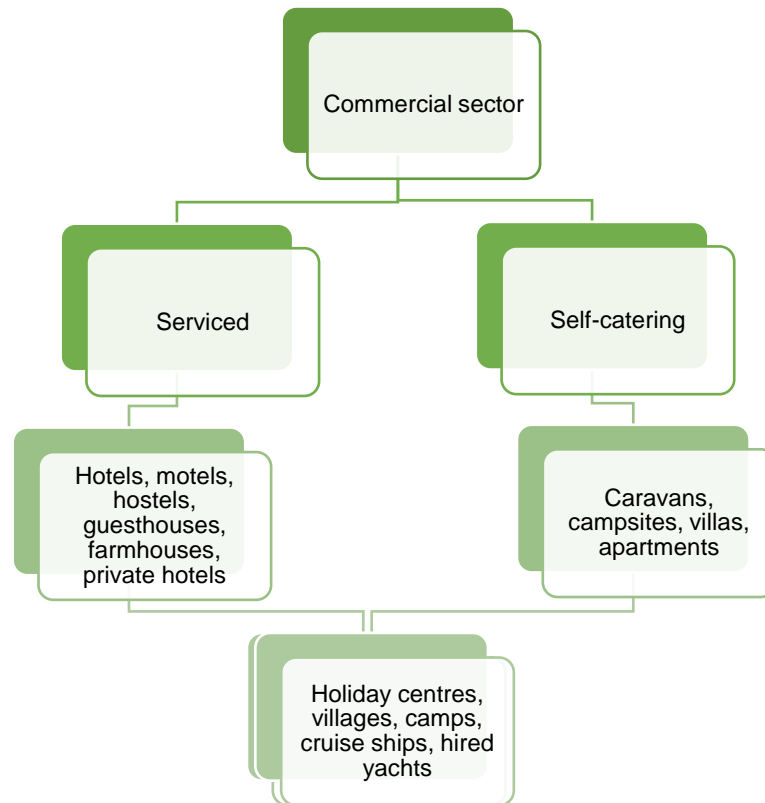 Commercial sector
Serviced
Self-catering
Hotels, motels,
hostels,
guesthouses,
farmhouses,
private hotels
Caravans,
campsites, villas,
apartments
Holiday centres,
villages, camps,
cruise ships, hired
yachts